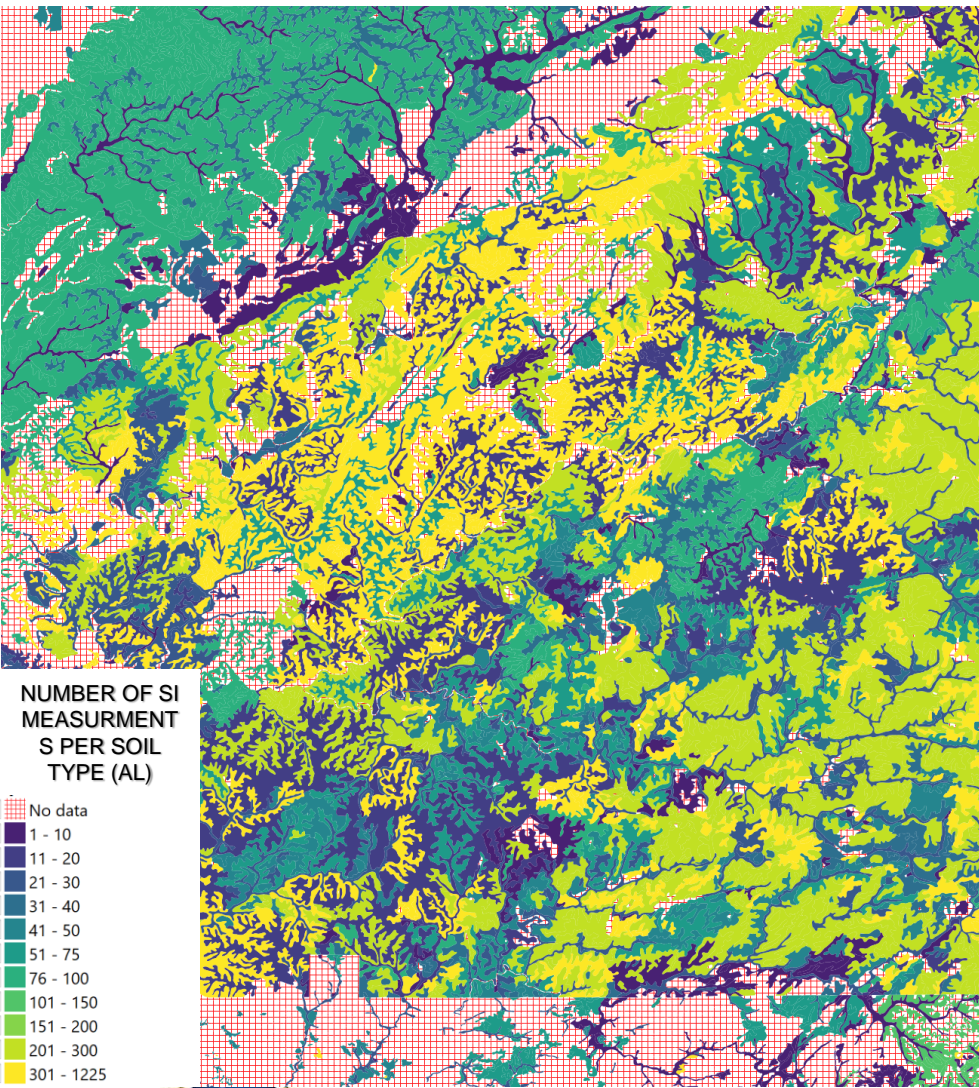 NUMBER OF SI
MEASURMENT
S PER SOIL
TYPE (AL)
No data
1 - 10
11 - 20
21 - 30
31 - 40
41 - 50
51 - 75
76 - 100
101 - 150
151 - 200
201 - 300
301 - 1225